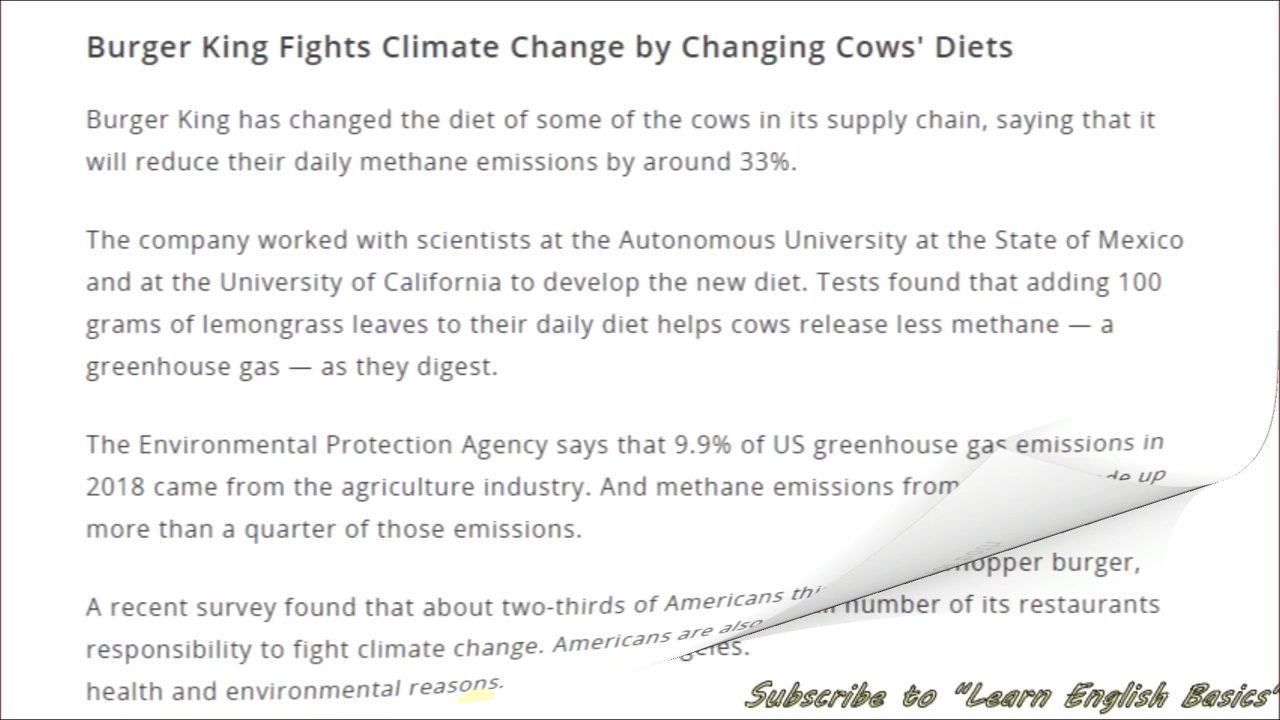 Burger King Fights Climate Change by Changing Cows' Diets
Burger King has changed the diet of some of the cows in its supply chain, saying that it
will reduce their daily methane emissions by around 33%.
The company worked with scientists at the Autonomous University at the State of Mexico
and at the University of California to develop the new diet. Tests found that adding 100
grams of lemongrass leaves to their daily diet helps cows release less methane — a
greenhouse gas — as they digest.
The Environmental Protection Agency says that 9.9% of US greenhouse gas emissions in
2018 came from the agriculture industry. And methane emissions from up
more than a quarter of those emissions.
burger,
A recent survey found that about two-thirds of Americans number of its restaurants
responsibility to fight climate change. Americans are also
health and environmental reasons.
Subscribe to "Learn English Basics"